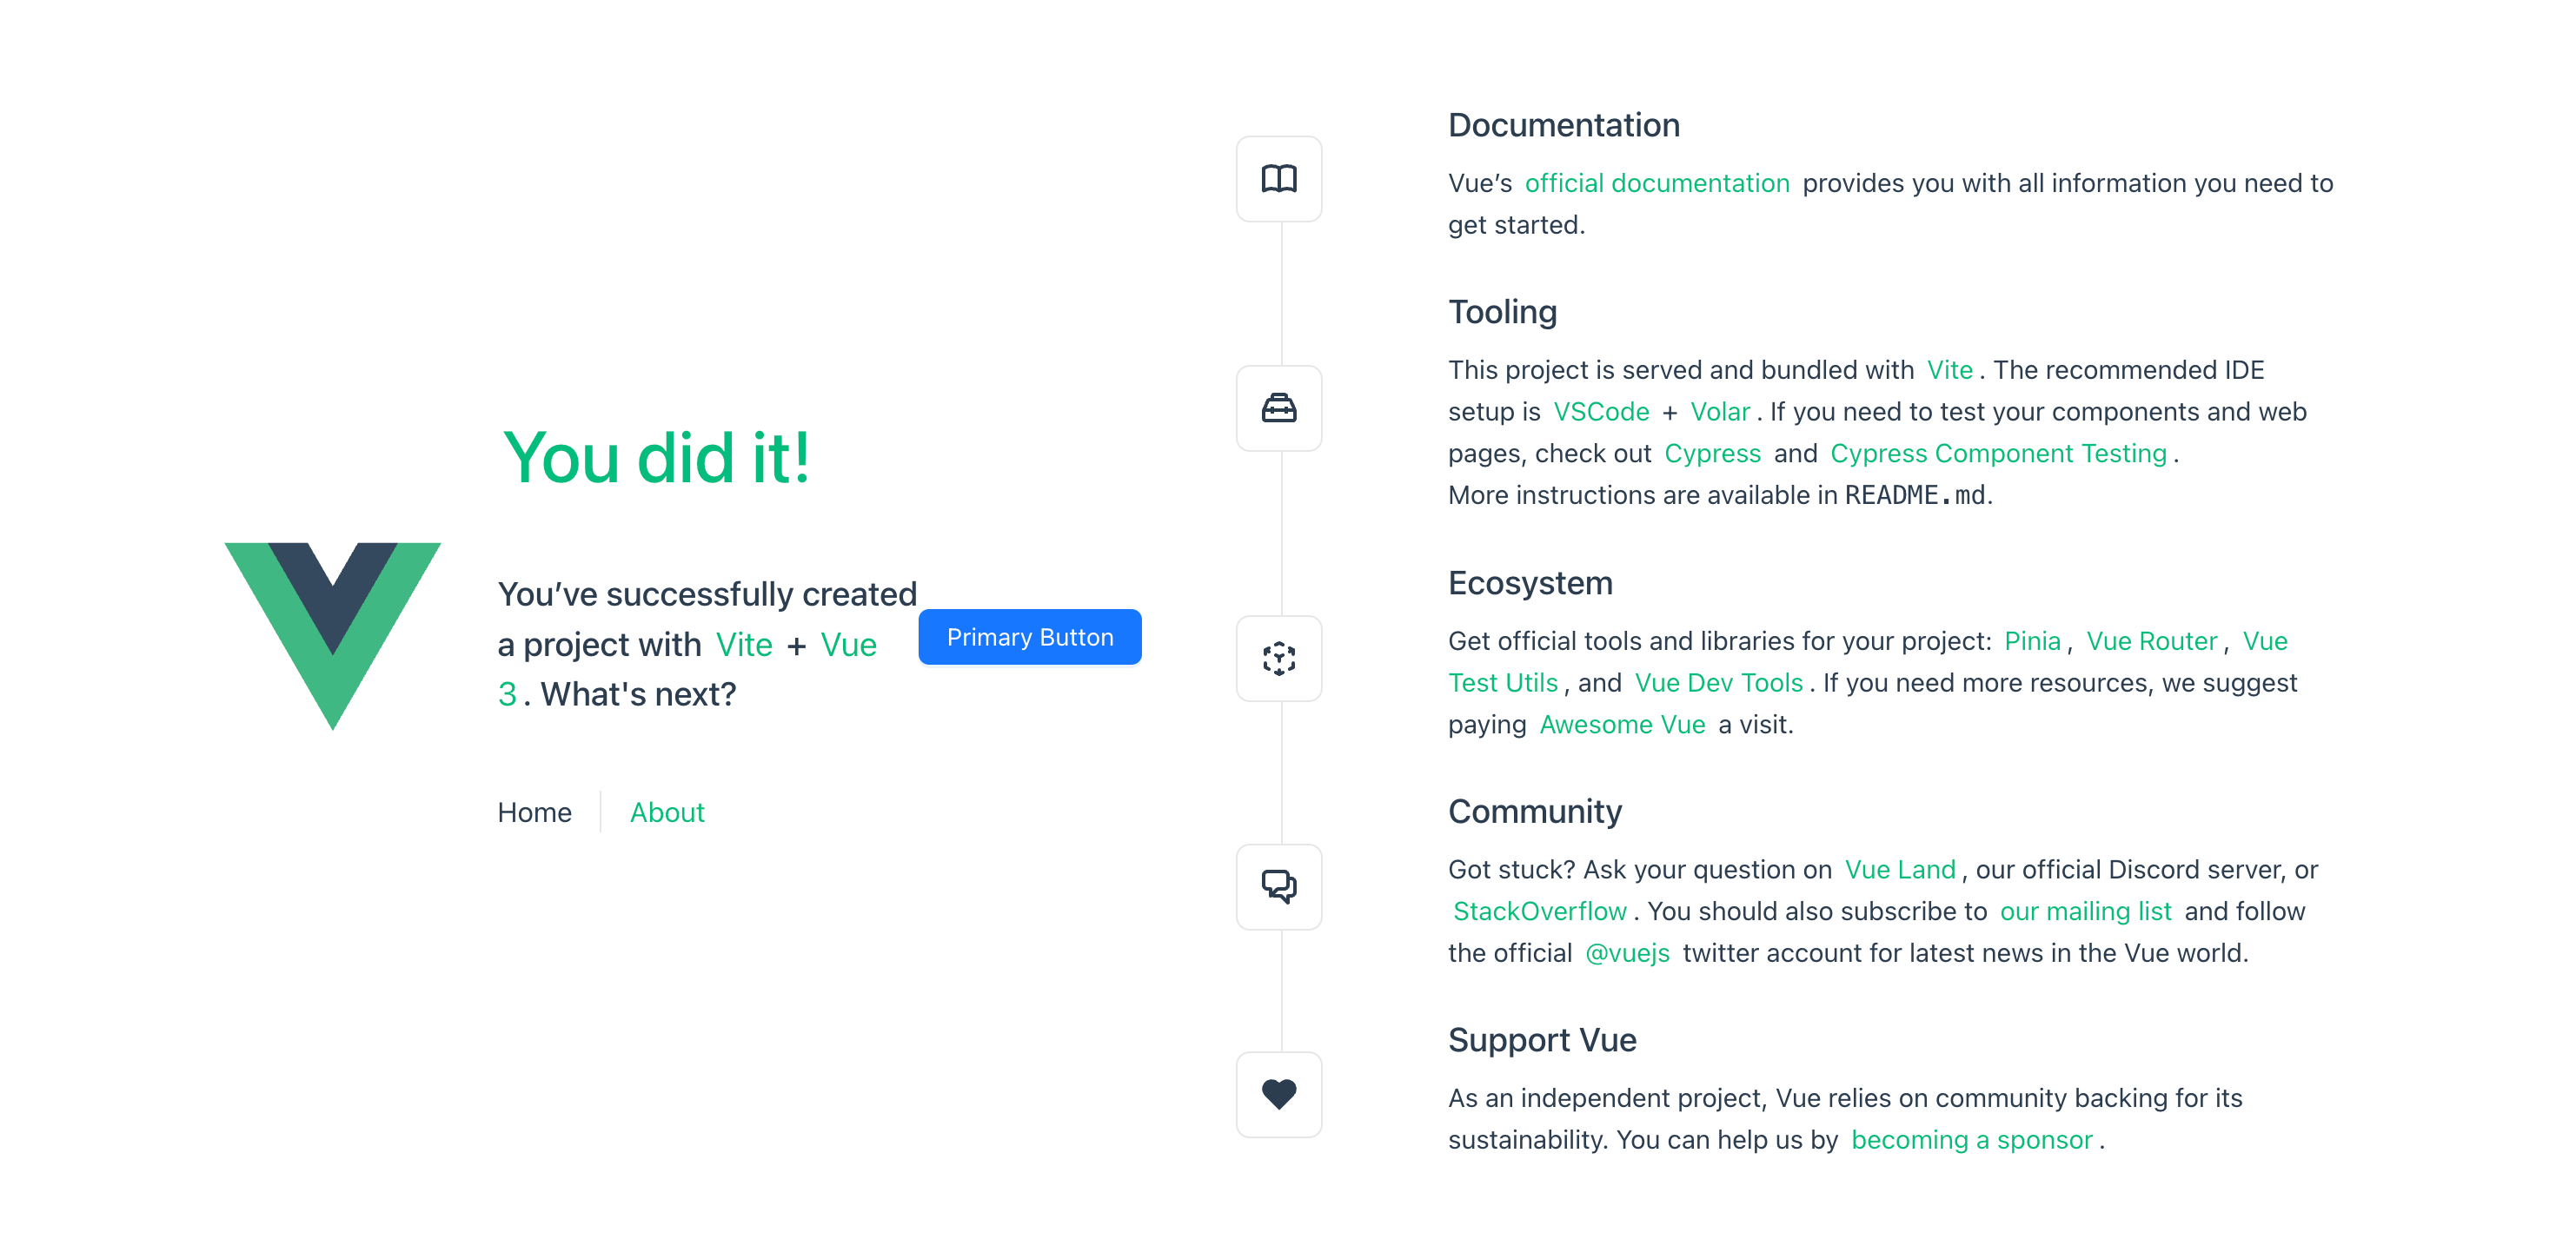 You did it!
You’ve successfully created
a project with Vite + Vue
3 . What's next?
Home
About
Primary Button
Documentation
Vue’s official documentation provides you with all information you need to
get started.
Tooling
This project is served and bundled with Vite . The recommended IDE
setup is VSCode + Volar . If you need to test your components and web
pages, check out Cypress and Cypress Component Testing .
More instructions are available in README.md.
Ecosystem
Get official tools and libraries for your project: Pinia , Vue Router , Vue
Test Utils , and Vue Dev Tools . If you need more resources, we suggest
paying Awesome Vue a visit.
Community
Got stuck? Ask your question on Vue Land , our official Discord server, or
StackOverflow . You should also subscribe to our mailing list and follow
the official @vuejs twitter account for latest news in the Vue world.
Support Vue
As an independent project, Vue relies on community backing for its
sustainability. You can help us by becoming a sponsor .